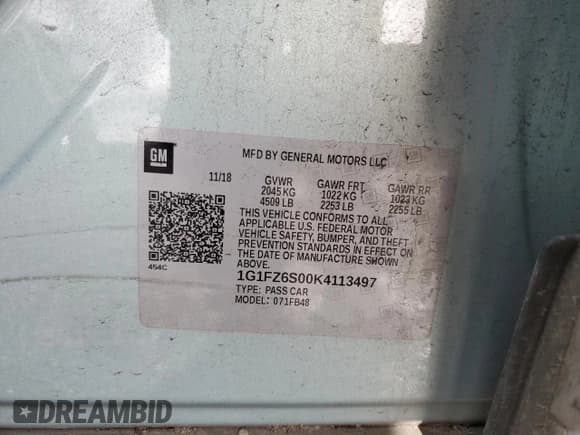 GM
MFD BY GENERAL MOTORS LLC
11/18
GVWR GAWR FRT GAWR RR
2045 KG 1022 KG 1023 KG
4509 LB 2253 LB 2255 LB
THIS VEHICLE CONFORMS TO ALL
APPLICABLE U.S. FEDERAL MOTOR
VEHICLE SAFETY, BUMPER, AND THEFT
PREVENTION STANDARDS IN EFFECT ON
THE DATE OF MANUFACTURE SHOWN
ABOVE
454C
1G1FZ6S00K4113497
TYPE: PASS CAR
MODEL: 071FB48
DREAMBID